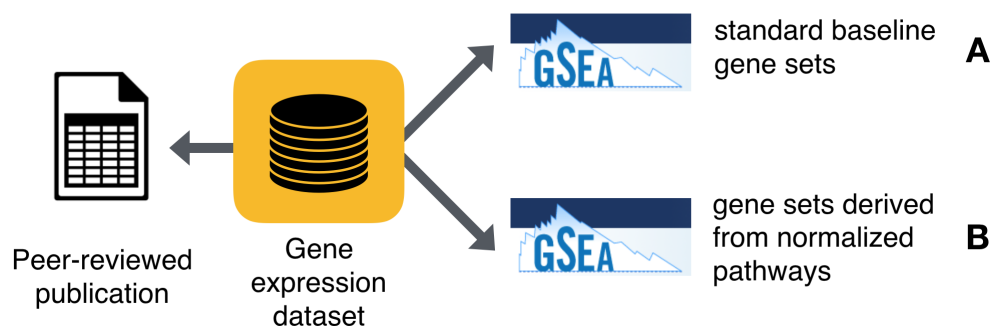 Peer-reviewed
publication
Gene
expression
dataset
GSEA
standard baseline
gene sets
A
GSEA
gene sets derived
from normalized
pathways
B